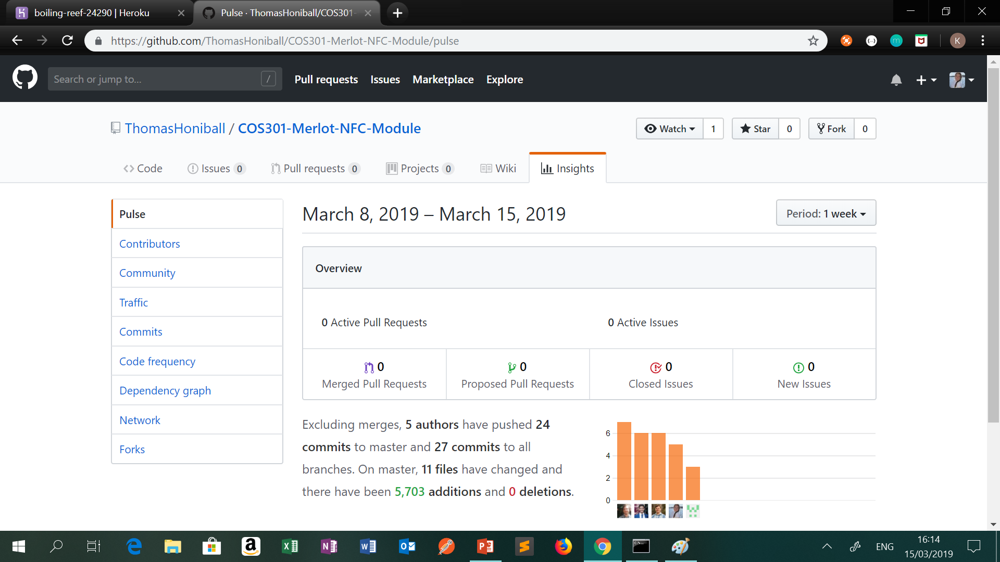 boiling-reef-24290 | Heroku
Pulse · ThomasHoniball/COS301-
https://github.com/ThomasHoniball/COS301-Merlot-NFC-Module/pulse
K
Search or jump to...
/
Pull requests
Issues
Marketplace
Explore
ThomasHoniball / COS301-Merlot-NFC-Module
Watch 1
Star 0
Fork 0
Code
Issues 0
Pull requests 0
Projects 0
Wiki
Insights
Pulse
Contributors
Community
Traffic
Commits
Code frequency
Dependency graph
Network
Forks
March 8, 2019 – March 15, 2019
Period: 1 week
Overview
0 Active Pull Requests
0 Active Issues
0
Merged Pull Requests
0
Proposed Pull Requests
0
Closed Issues
0
New Issues
Excluding merges, 5 authors have pushed 24
commits to master and 27 commits to all
branches. On master, 11 files have changed and
there have been 5,703 additions and 0 deletions.
6
4
2
0
ENG
16:14
15/03/2019